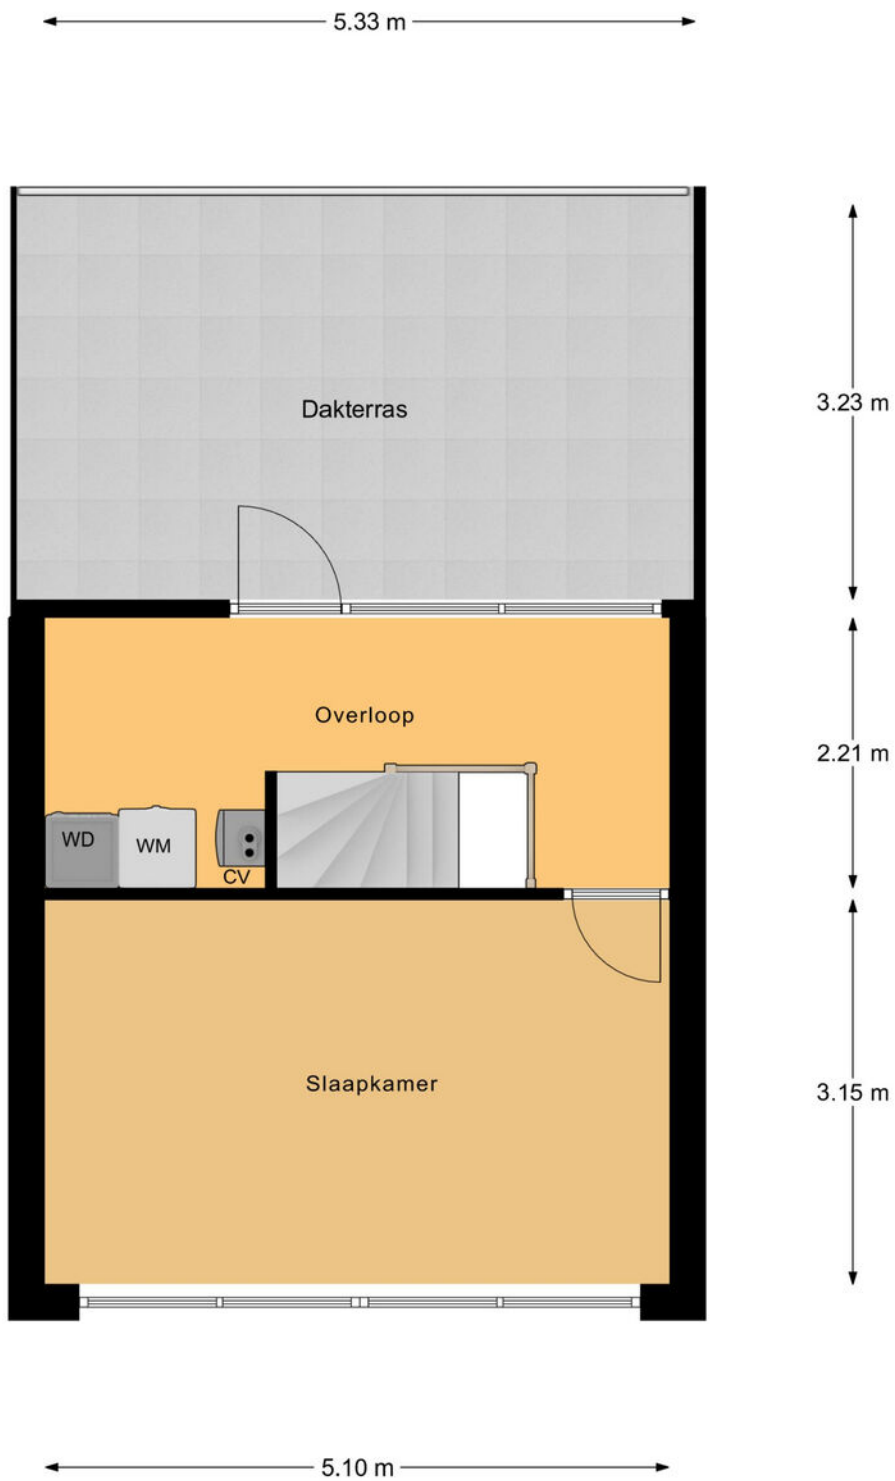 5.33 m
Dakterras
3.23 m
Overloop
2.21 m
WD
WM
CV
Slaapkamer
3.15 m
5.10 m